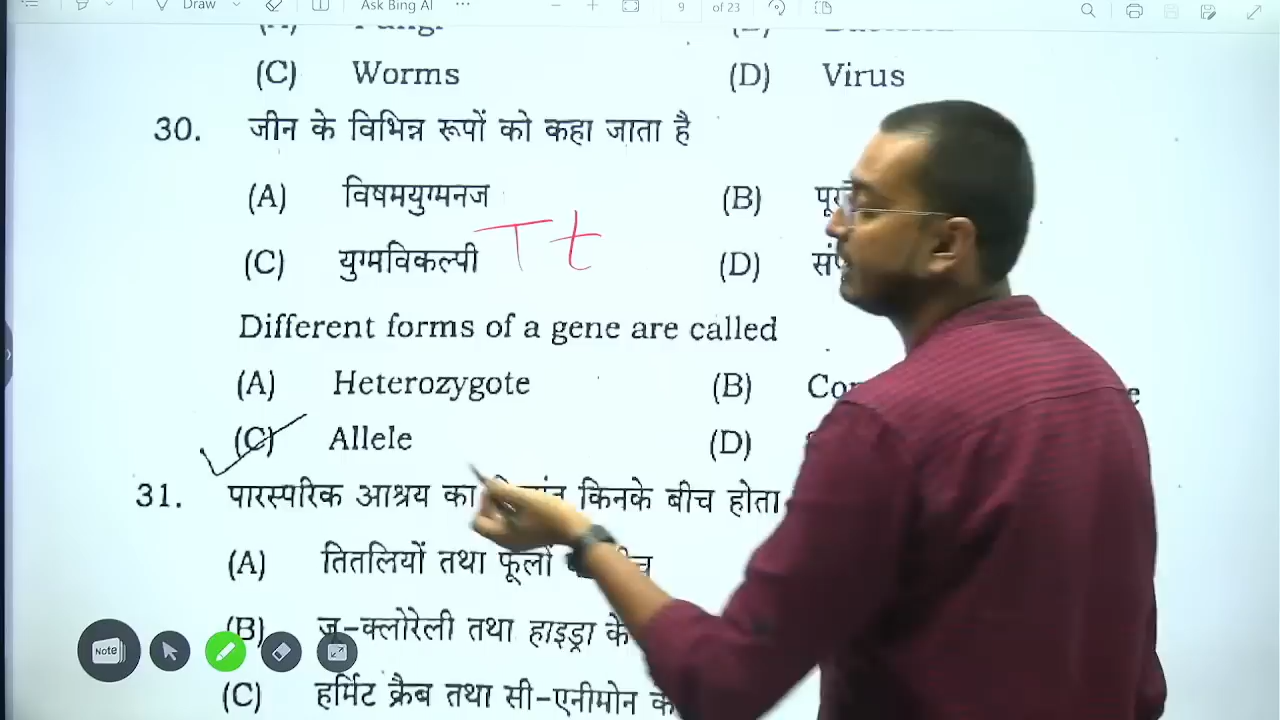 Draw Ask Bing AI ... 9 of 23
(C) Worms (D) Virus
30. जीन के विभिन्न रूपों को कहा जाता है
(A) विषमयुग्मनज (B)
(C) युग्मविकल्पी T t (D)
Different forms of a gene are called
(A) Heterozygote (B)
(C) Allele (D)
31. पारस्परिक आश्रय का किनके बीच होता
(A) तितलियों तथा फूलों
(B) जू-क्लोरेली तथा हाइड्रा के
(C) हर्मिट क्रैब तथा सी-एनीमोन
Note